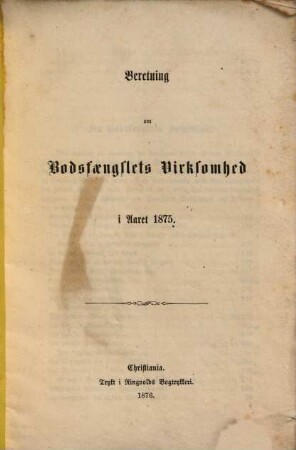 Beretning
om
Bodsfængslets Virksomhed
i Aaret 1875.
Christiania.
Trykt i Ringvolds Bogtrykkeri.
1876.